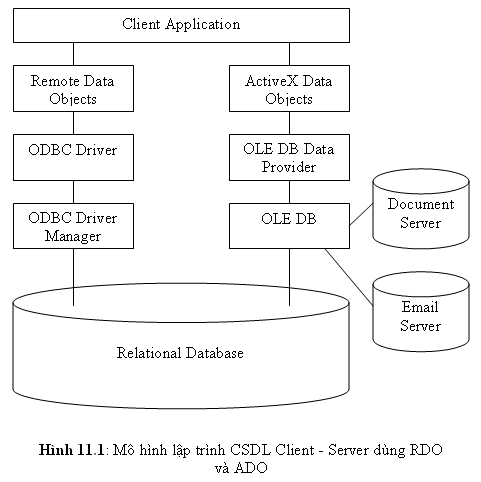 Client Application
Remote Data
Objects
ActiveX Data
Objects
ODBC Driver
OLE DB Data
Provider
ODBC Driver
Manager
OLE DB
Document
Server
Email
Server
Relational Database
Hình 11.1: Mô hình lập trình CSDL Client - Server dùng RDO
và ADO